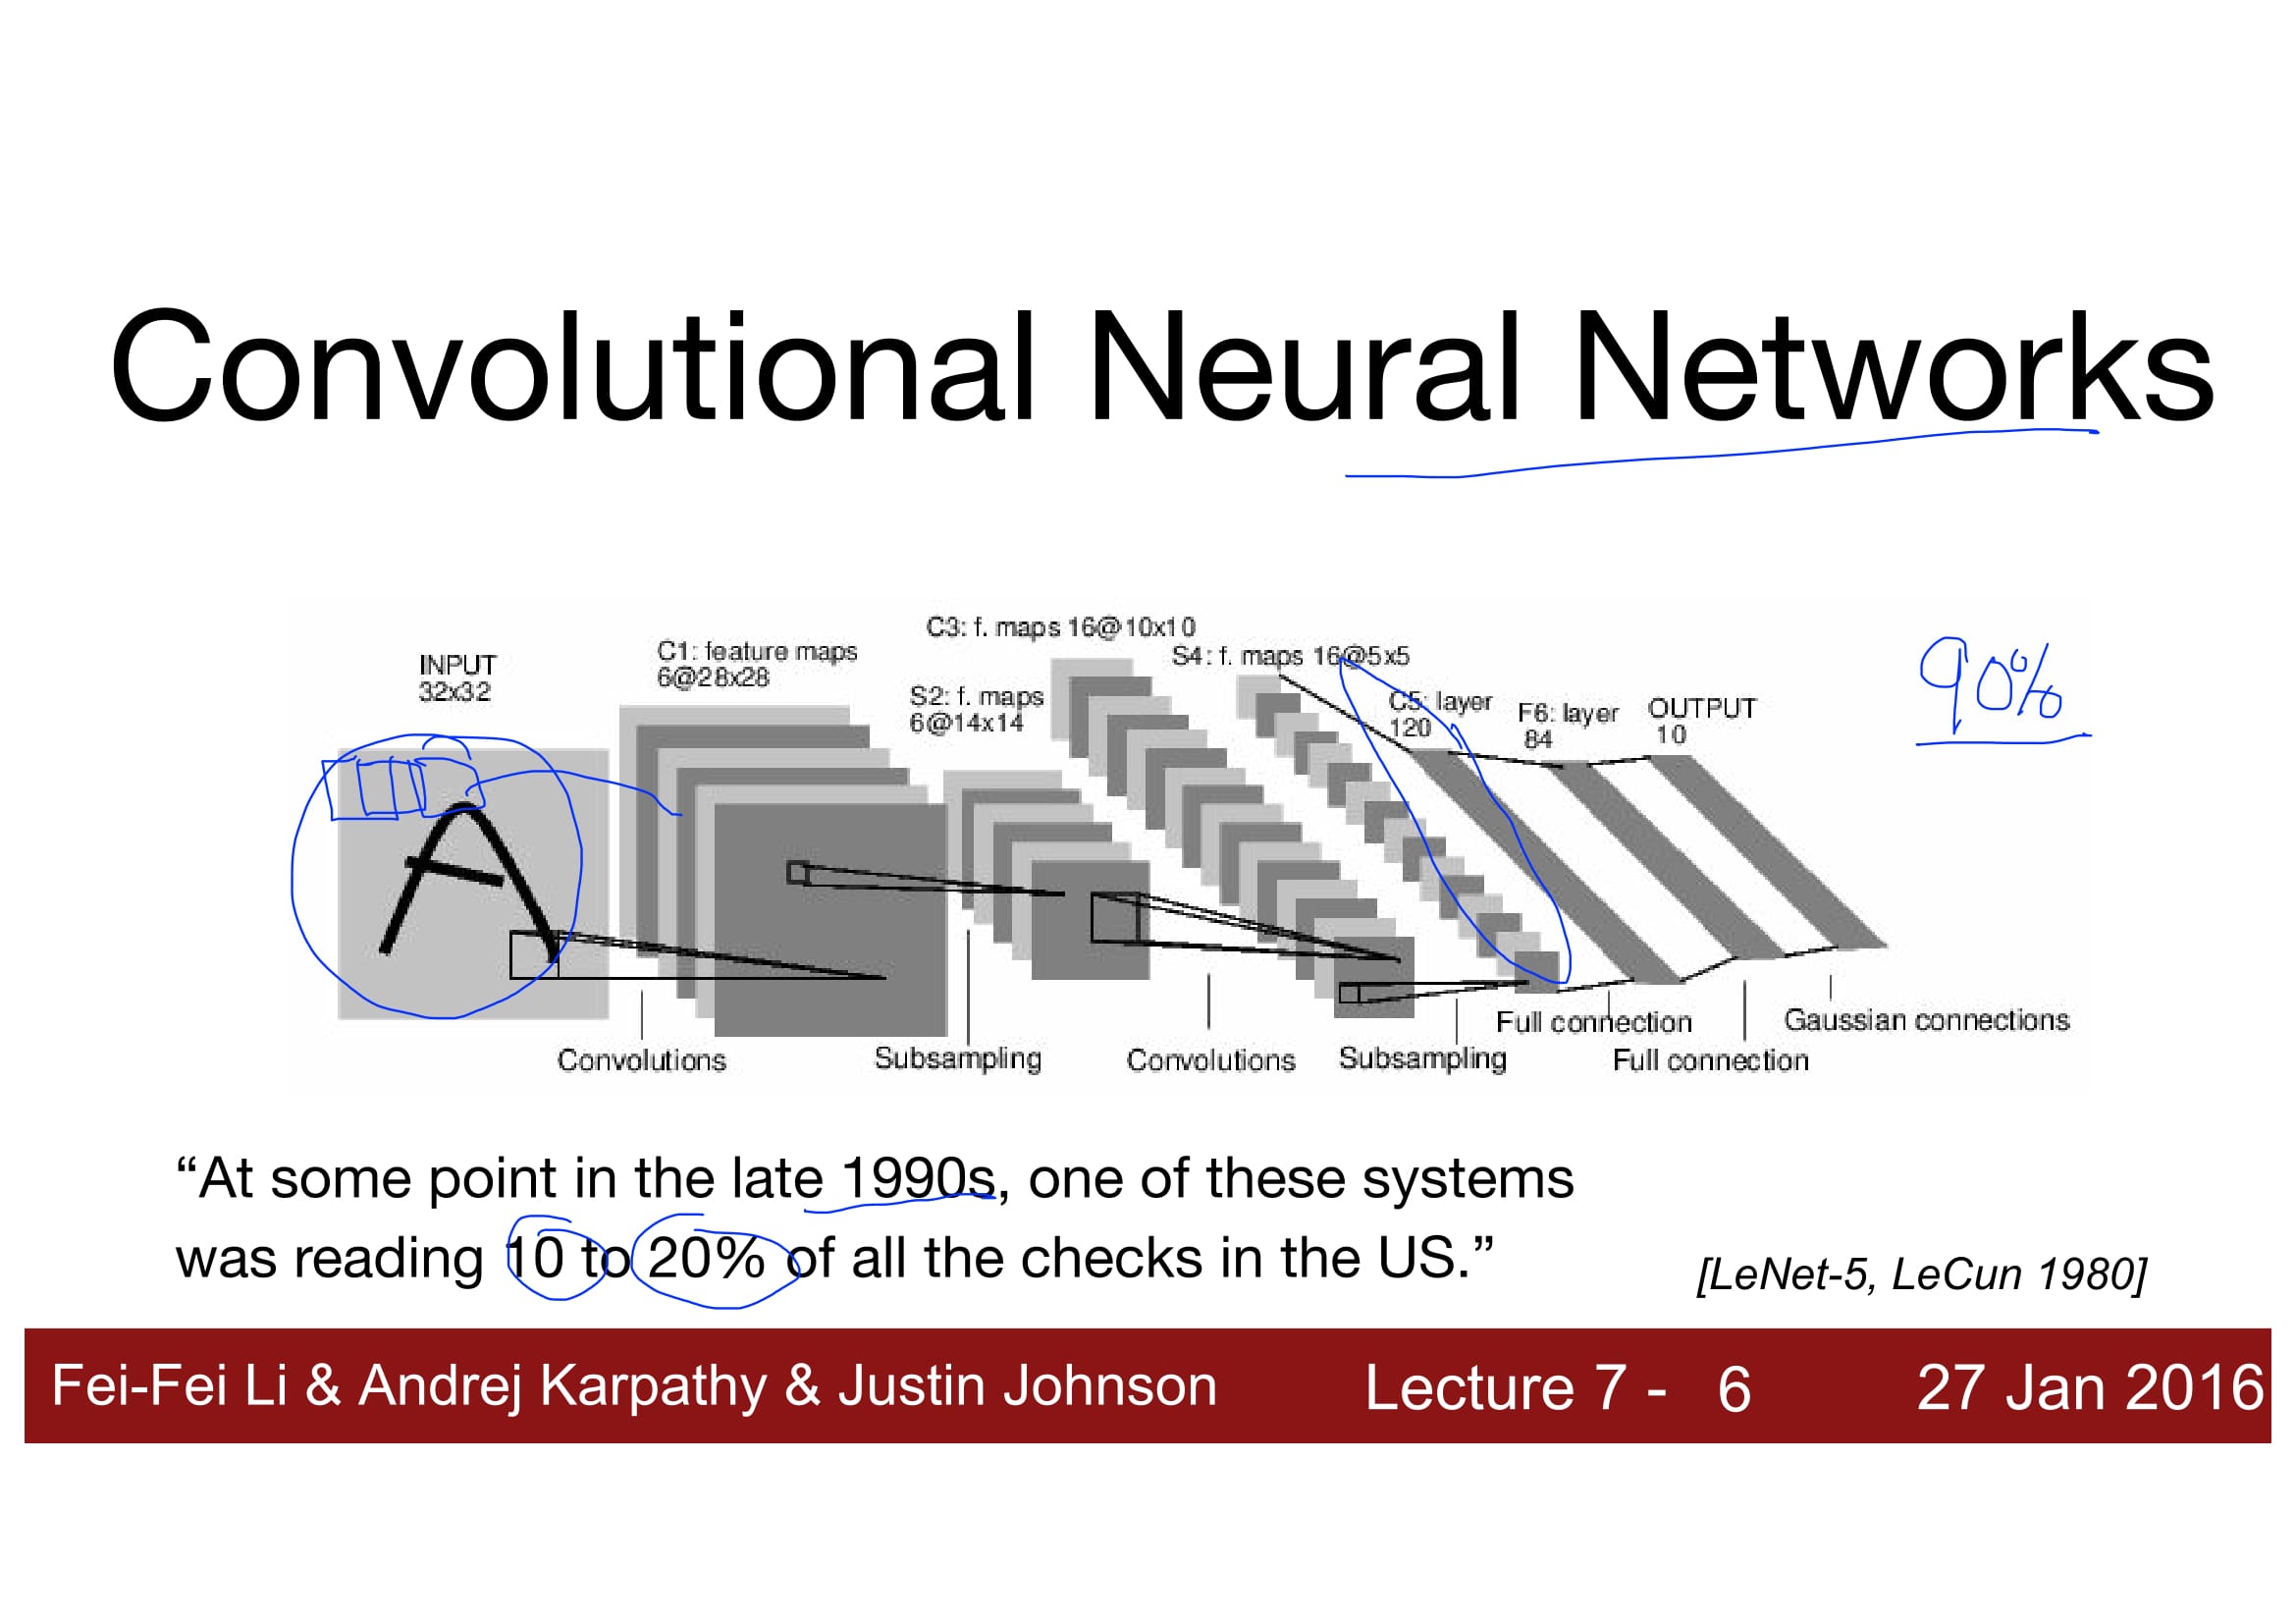 Convolutional Neural Networks
C3: f. maps 16@10x10
INPUT
32x32
C1: feature maps
6@28x28
S4: f. maps 16@5x5
S2: f. maps
6@14x14
C5: layer
120
F6: layer
84
OUTPUT
10
90%
A
Convolutions
Subsampling
Convolutions
Subsampling
Full connection
Full connection
Gaussian connections
“At some point in the late 1990s, one of these systems
was reading 10 to 20% of all the checks in the US.”
[LeNet-5, LeCun 1980]
Fei-Fei Li & Andrej Karpathy & Justin Johnson
Lecture 7 - 6
27 Jan 2016